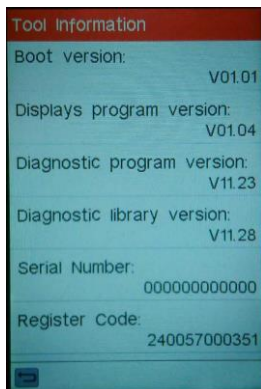 Tool Information
Boot version:
V01.01
Displays program version:
V01.04
Diagnostic program version:
V11.23
Diagnostic library version:
V11.28
Serial Number:
000000000000
Register Code:
240057000351